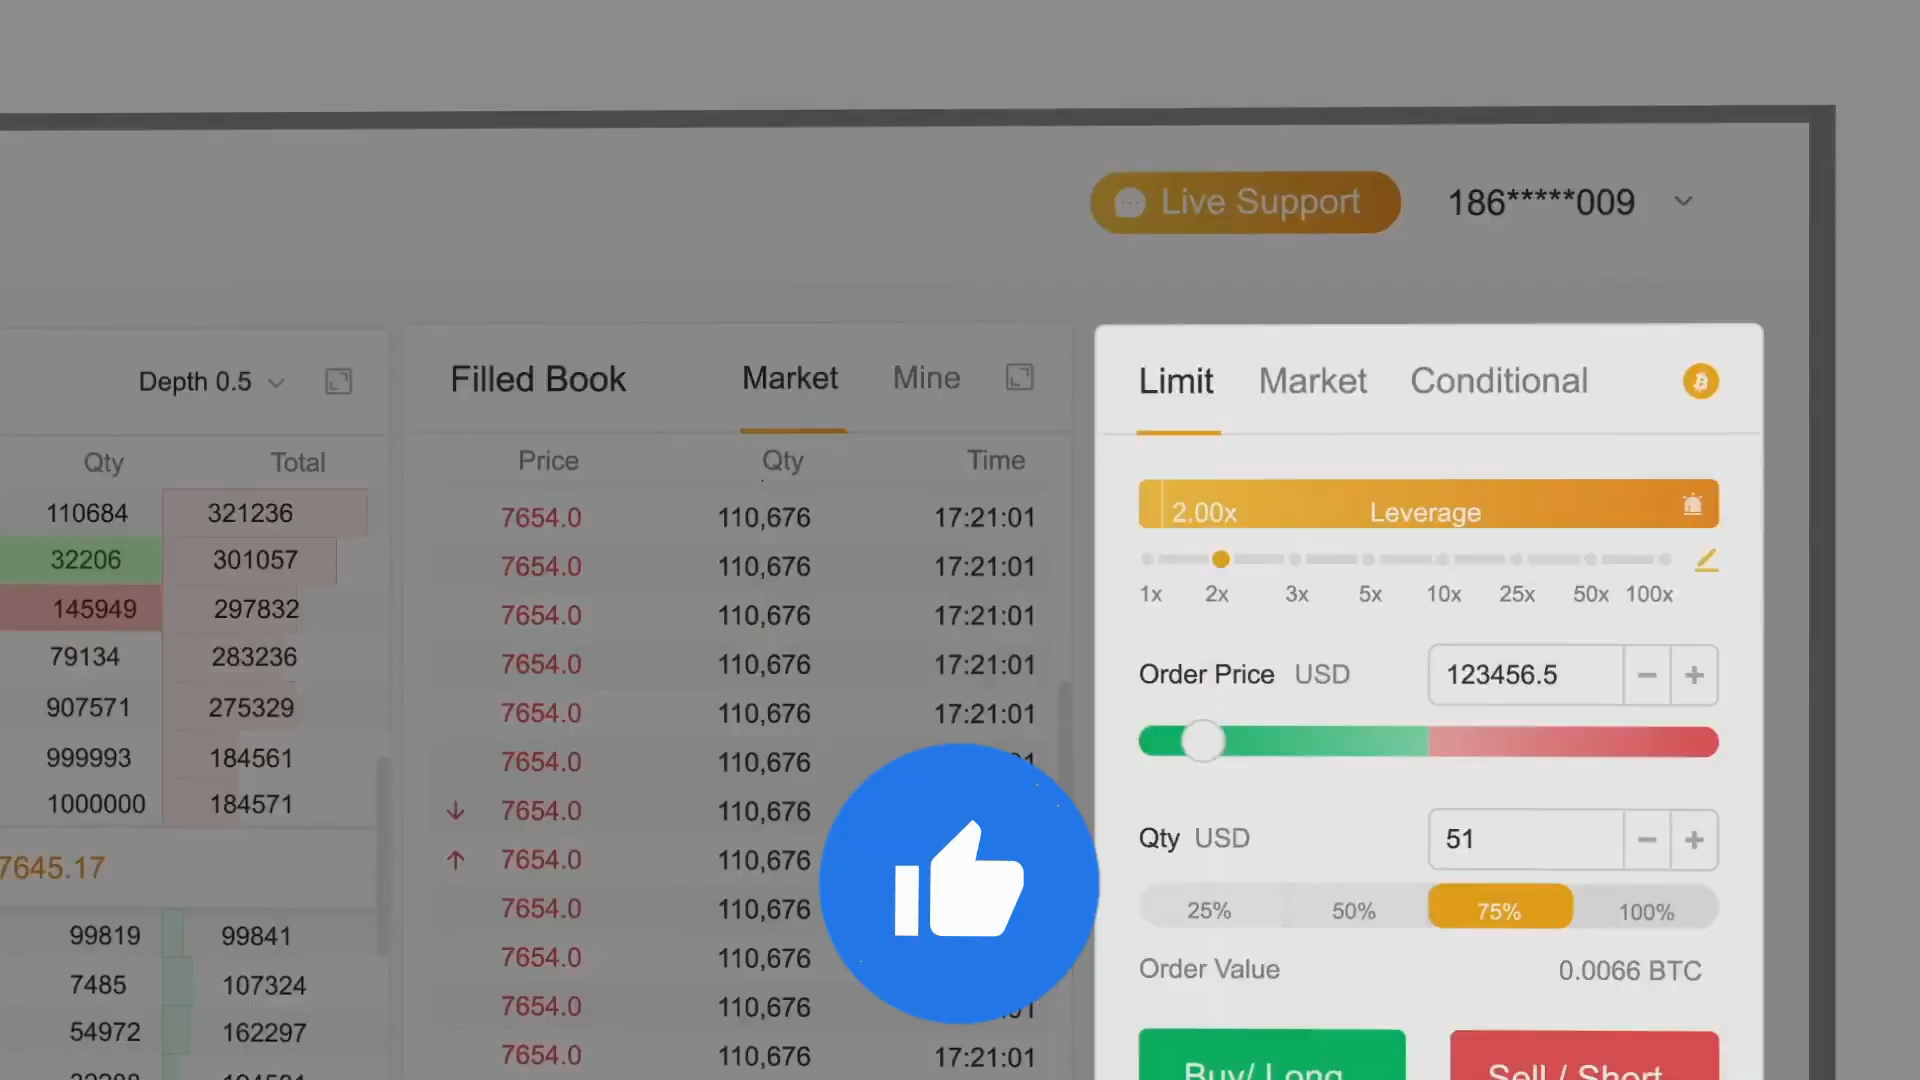 Live Support 186*****009
Depth 0.5
Qty Total
110684 321236
32206 301057
145949 297832
79134 283236
907571 275329
999993 184561
1000000 184571
7645.17
99819 99841
7485 107324
54972 162297
Filled Book Market Mine
Price Qty Time
7654.0 110,676 17:21:01
7654.0 110,676 17:21:01
7654.0 110,676 17:21:01
7654.0 110,676 17:21:01
7654.0 110,676 17:21:01
7654.0 110,676
↓ 7654.0 110,676
↑ 7654.0 110,676
7654.0 110,676
7654.0 110,676
7654.0 110,676
7654.0 110,676 17:21:01
Limit Market Conditional
2.00x Leverage
1x 2x 3x 5x 10x 25x 50x 100x
Order Price USD 123456.5 − +
Qty USD 51 − +
25% 50% 75% 100%
Order Value 0.0066 BTC
Buy/ Long Sell / Short